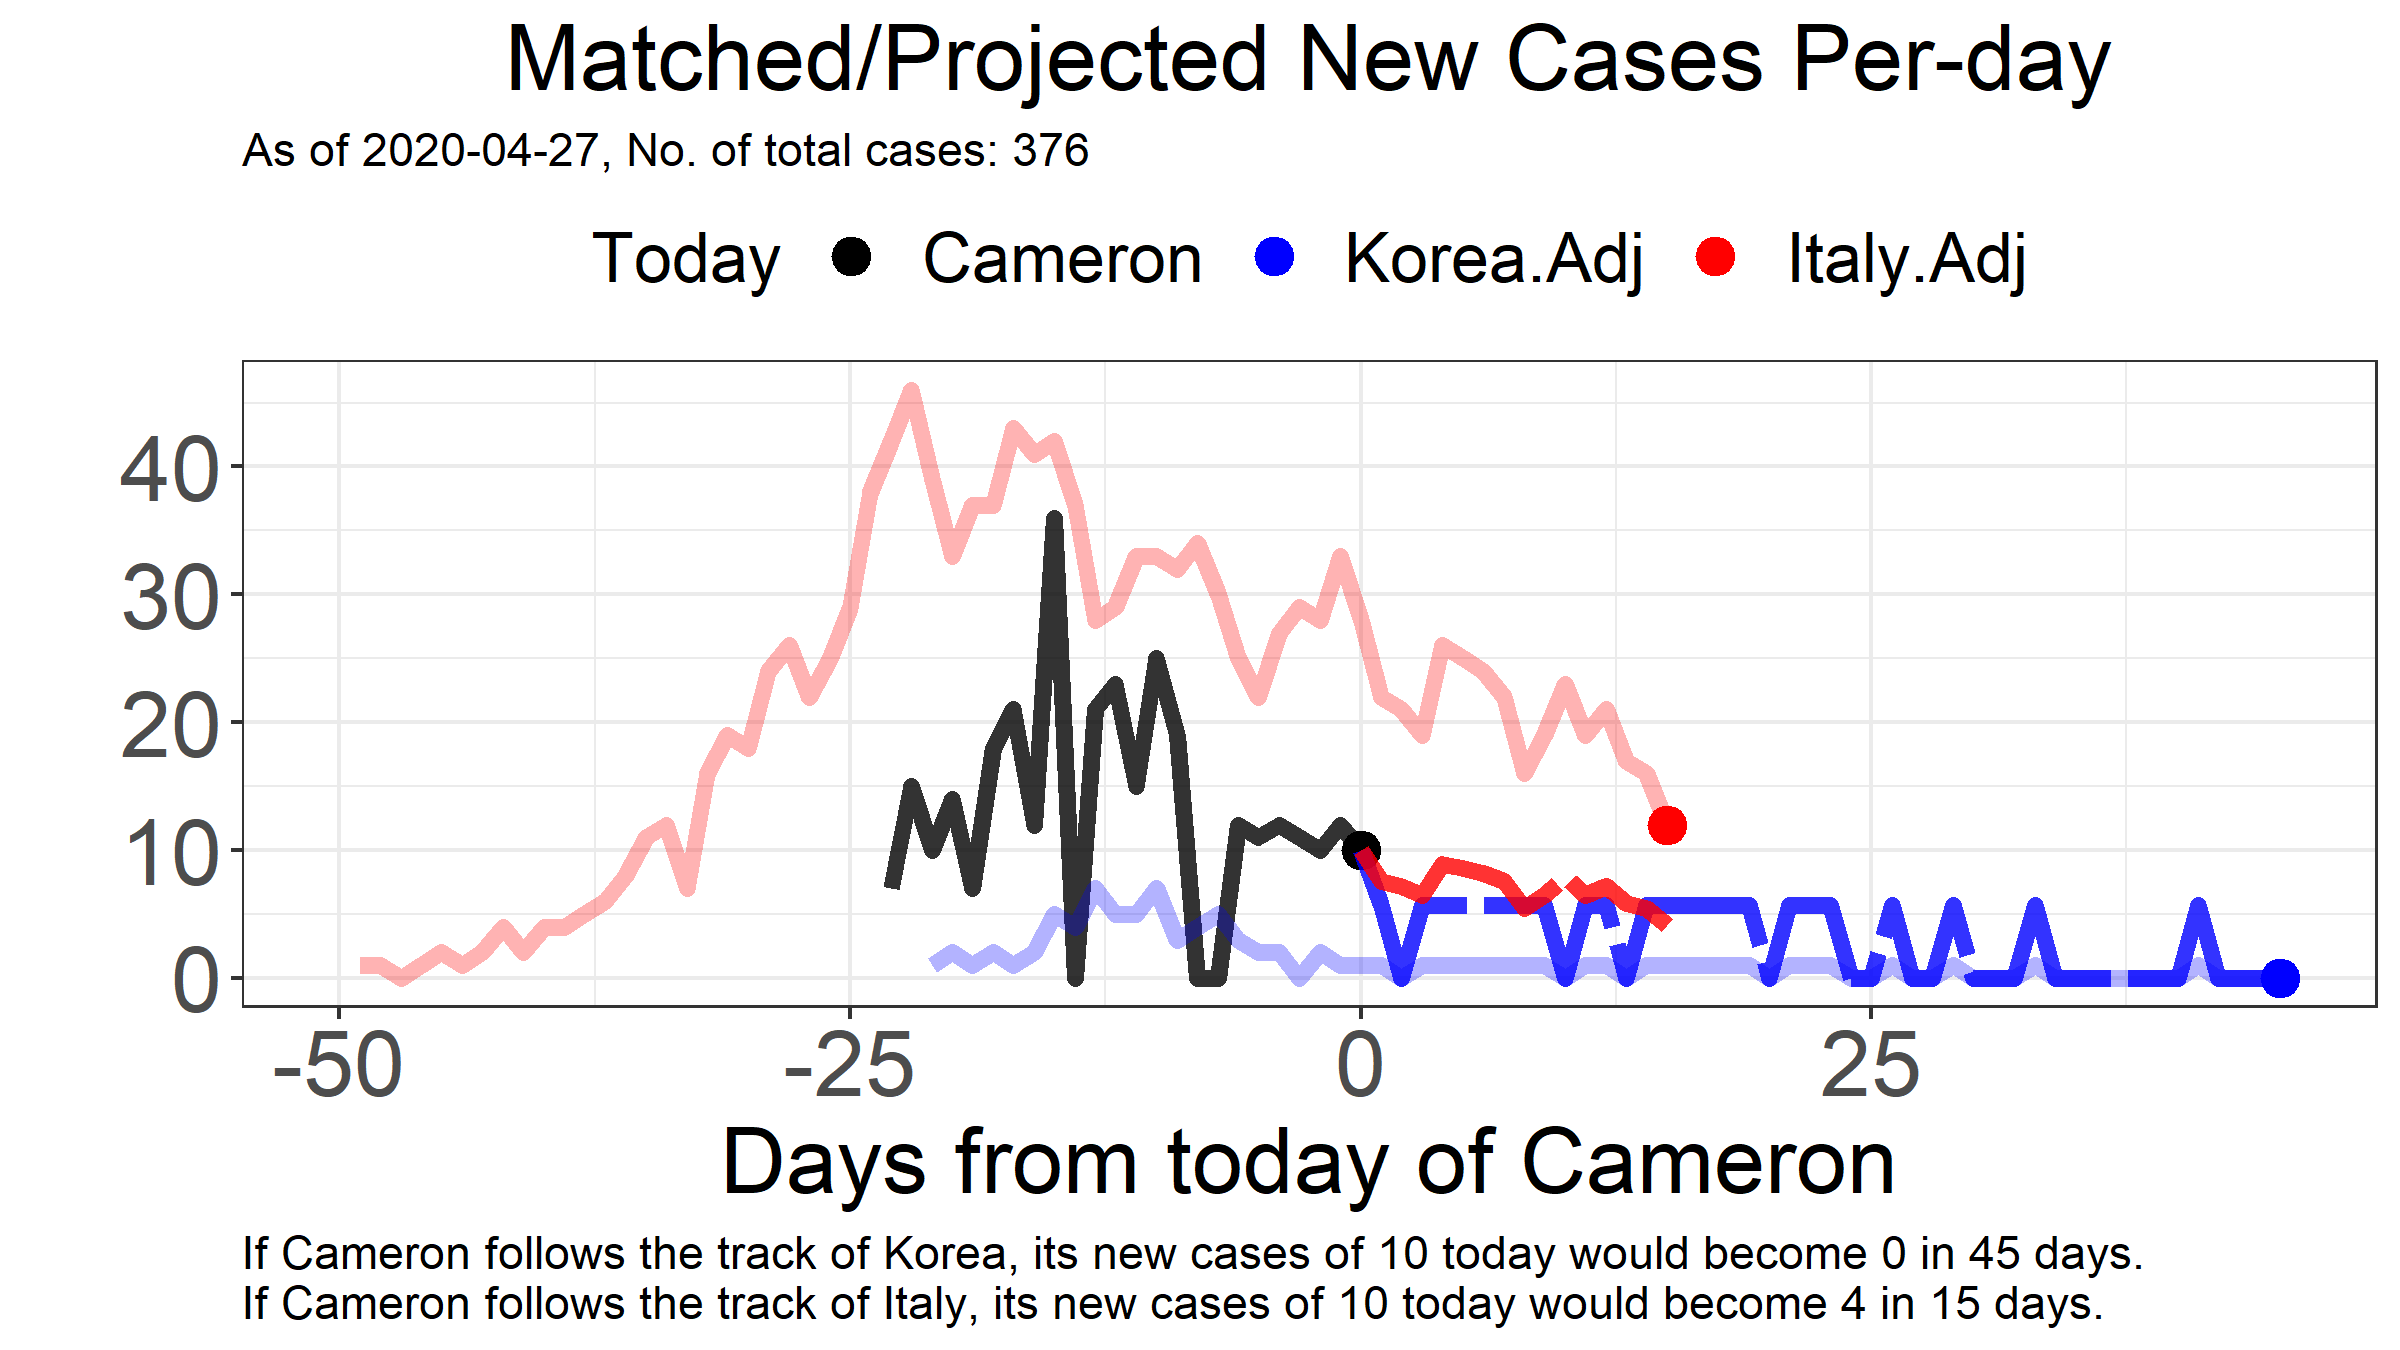 Matched/Projected New Cases Per-day
As of 2020-04-27, No. of total cases: 376
Today Cameron Korea.Adj Italy.Adj
40
30
20
10
0
-50 -25 0 25
Days from today of Cameron
If Cameron follows the track of Korea, its new cases of 10 today would become 0 in 45 days.
If Cameron follows the track of Italy, its new cases of 10 today would become 4 in 15 days.